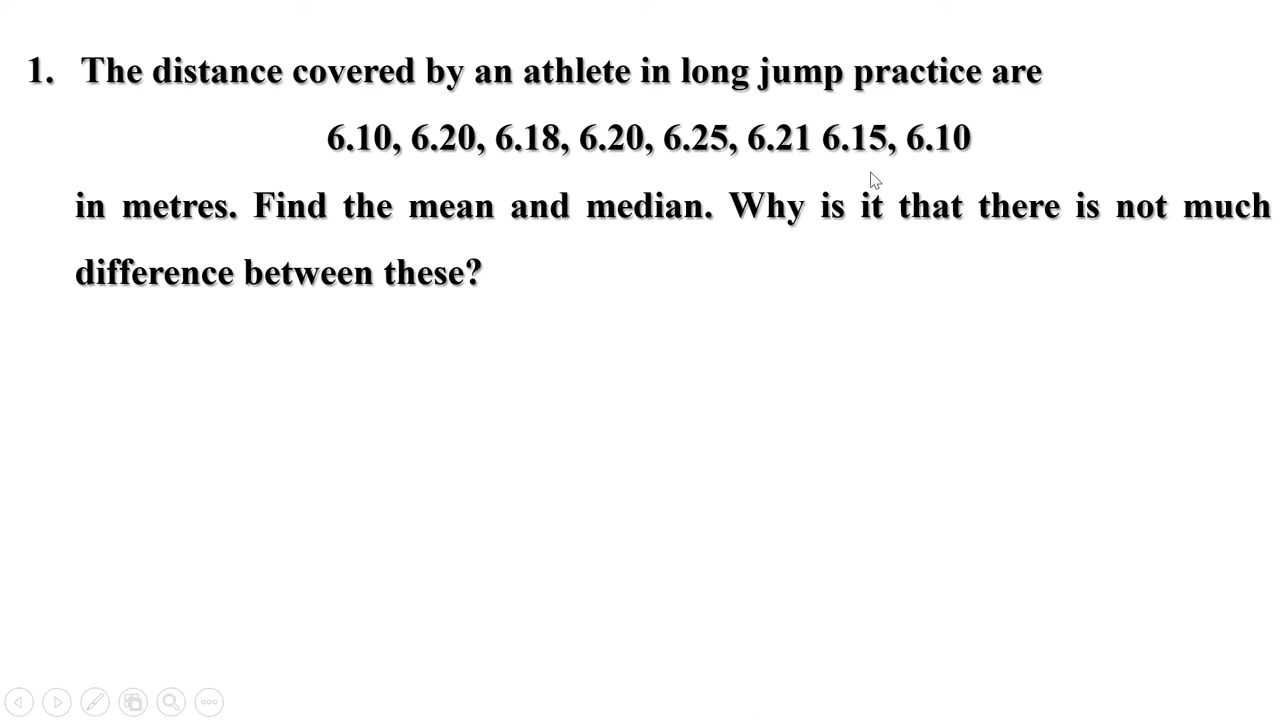 1. The distance covered by an athlete in long jump practice are
6.10, 6.20, 6.18, 6.20, 6.25, 6.21 6.15, 6.10
in metres. Find the mean and median. Why is it that there is not much
difference between these?